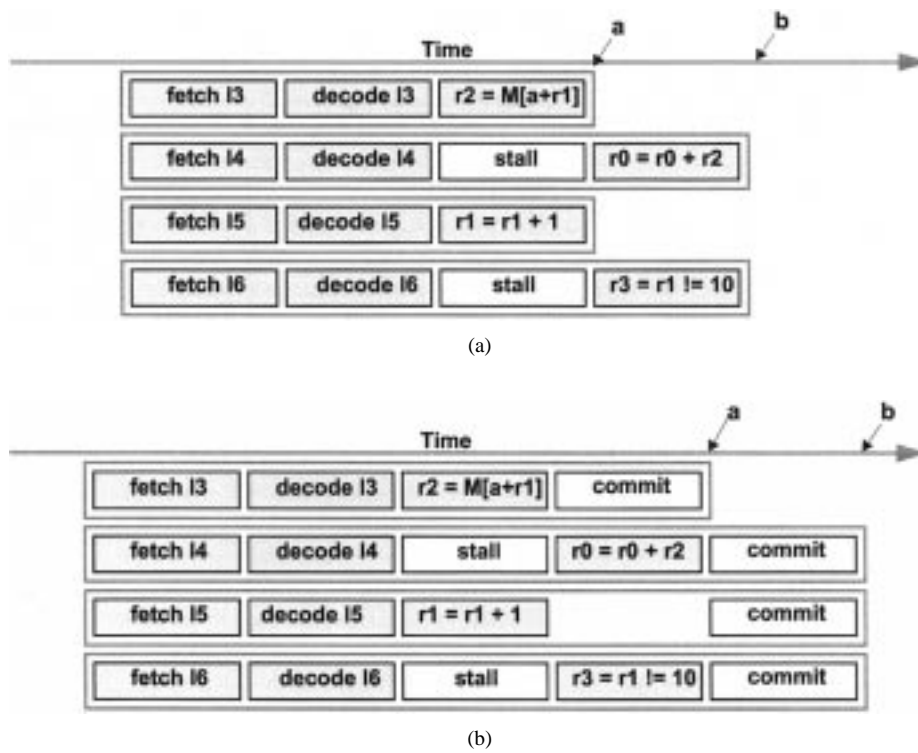 a
b
Time
fetch I3 decode I3 r2 = M[a+r1]
fetch I4 decode I4 stall r0 = r0 + r2
fetch I5 decode I5 r1 = r1 + 1
fetch I6 decode I6 stall r3 = r1 != 10
(a)
a
b
Time
fetch I3 decode I3 r2 = M[a+r1] commit
fetch I4 decode I4 stall r0 = r0 + r2 commit
fetch I5 decode I5 r1 = r1 + 1 commit
fetch I6 decode I6 stall r3 = r1 != 10 commit
(b)